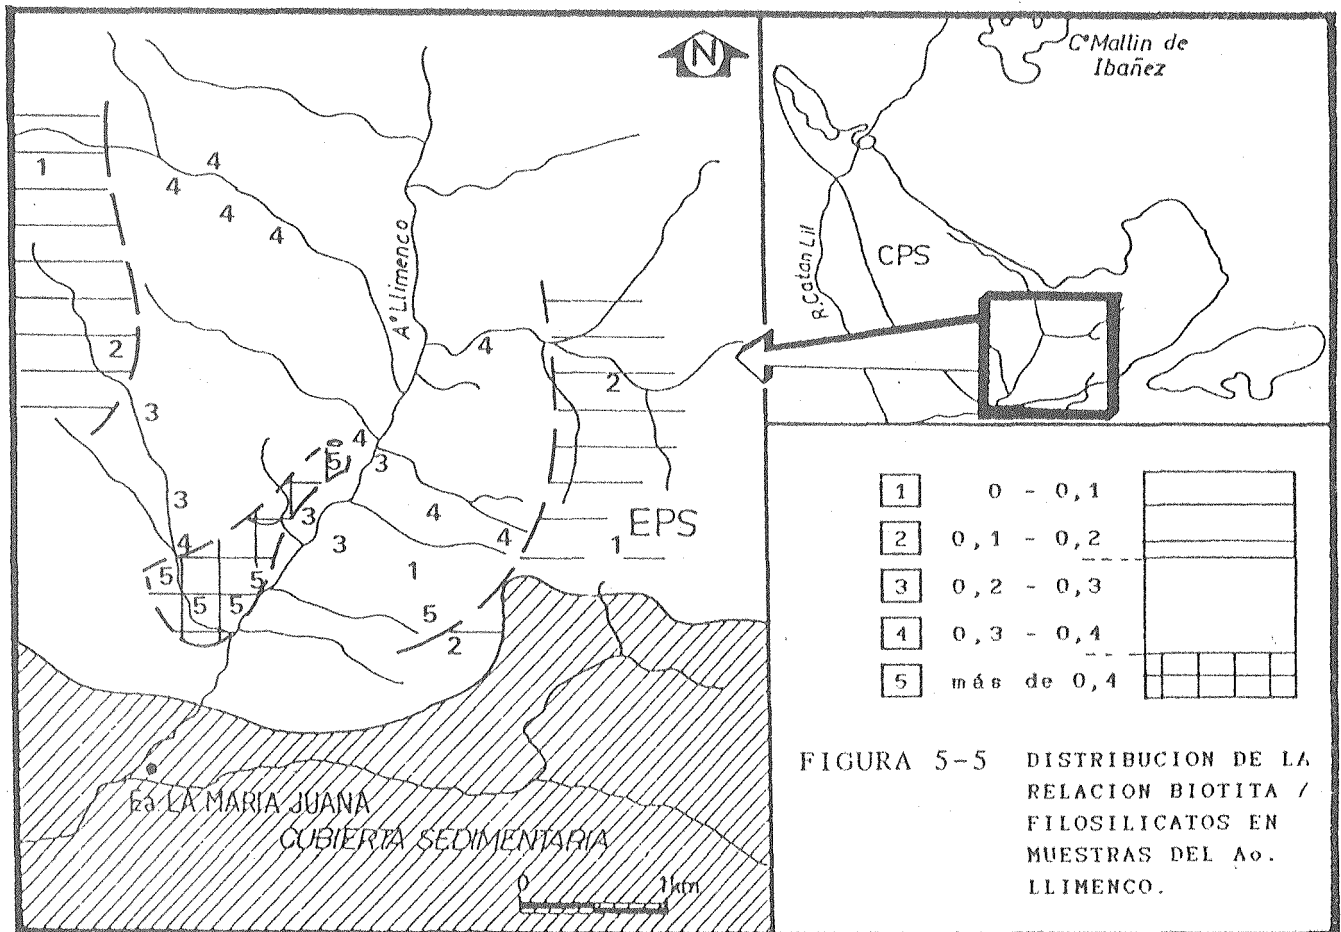 N
1
4
4
4
4
A° Llimenco
2
3
4
2
4
5
3
3
4
3
3
4
4
1
EPS
4
1
5
5
5
5
5
2
Ea. LA MARIA JUANA
CUBIERTA SEDIMENTARIA
0 1km
C° Mallin de
Ibañez
R. Catan Lil
CPS
1 0 - 0,1
2 0,1 - 0,2
3 0,2 - 0,3
4 0,3 - 0,4
5 más de 0,4
FIGURA 5-5 DISTRIBUCION DE LA
RELACION BIOTITA /
FILOSILICATOS EN
MUESTRAS DEL Ao.
LLIMENCO.